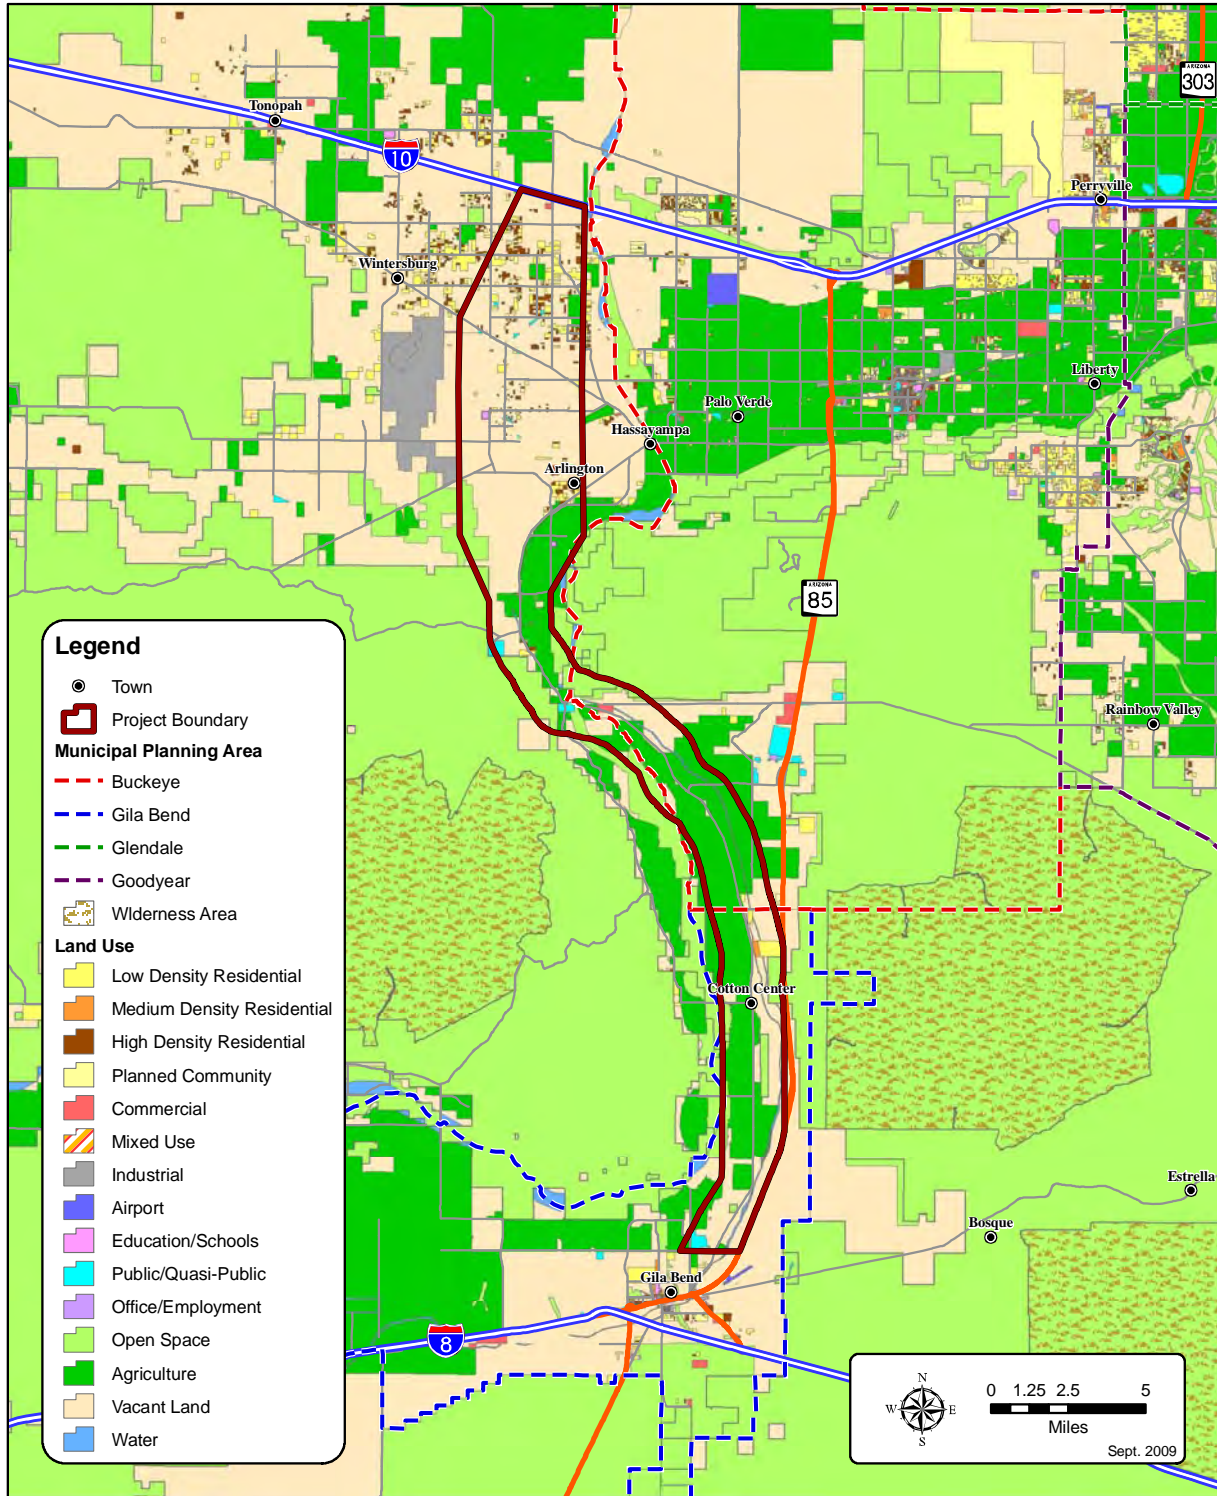 ARIZONA
303
Tonopah
10
Perryville
Wintersburg
Liberty
Palo Verde
Hassayampa
Arlington
ARIZONA
85
Rainbow Valley
Cotton Center
Estrella
Bosque
Gila Bend
8
Legend
Town
Project Boundary
Municipal Planning Area
Buckeye
Gila Bend
Glendale
Goodyear
WIderness Area
Land Use
Low Density Residential
Medium Density Residential
High Density Residential
Planned Community
Commercial
Mixed Use
Industrial
Airport
Education/Schools
Public/Quasi-Public
Office/Employment
Open Space
Agriculture
Vacant Land
Water
N
W E
S
0 1.25 2.5 5
Miles
Sept. 2009